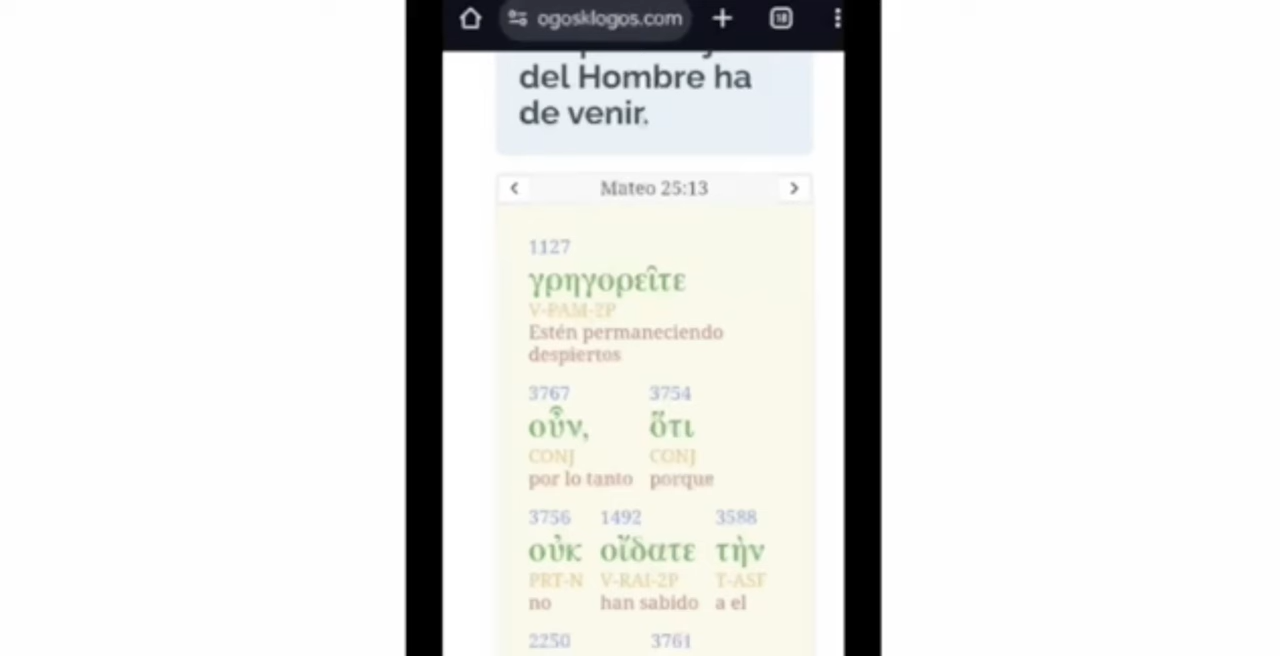 ogosklogos.com
18
del Hombre ha
de venir.
Mateo 25:13
1127
γρηγορεῖτε
V-PAM-2P
Estén permaneciendo
despiertos
3767 3754
οὖν, ὅτι
CONJ CONJ
por lo tanto porque
3756 1492 3588
οὐκ οἴδατε τὴν
PRT-N V-RAI-2P T-ASF
no han sabido a el
2250 3761